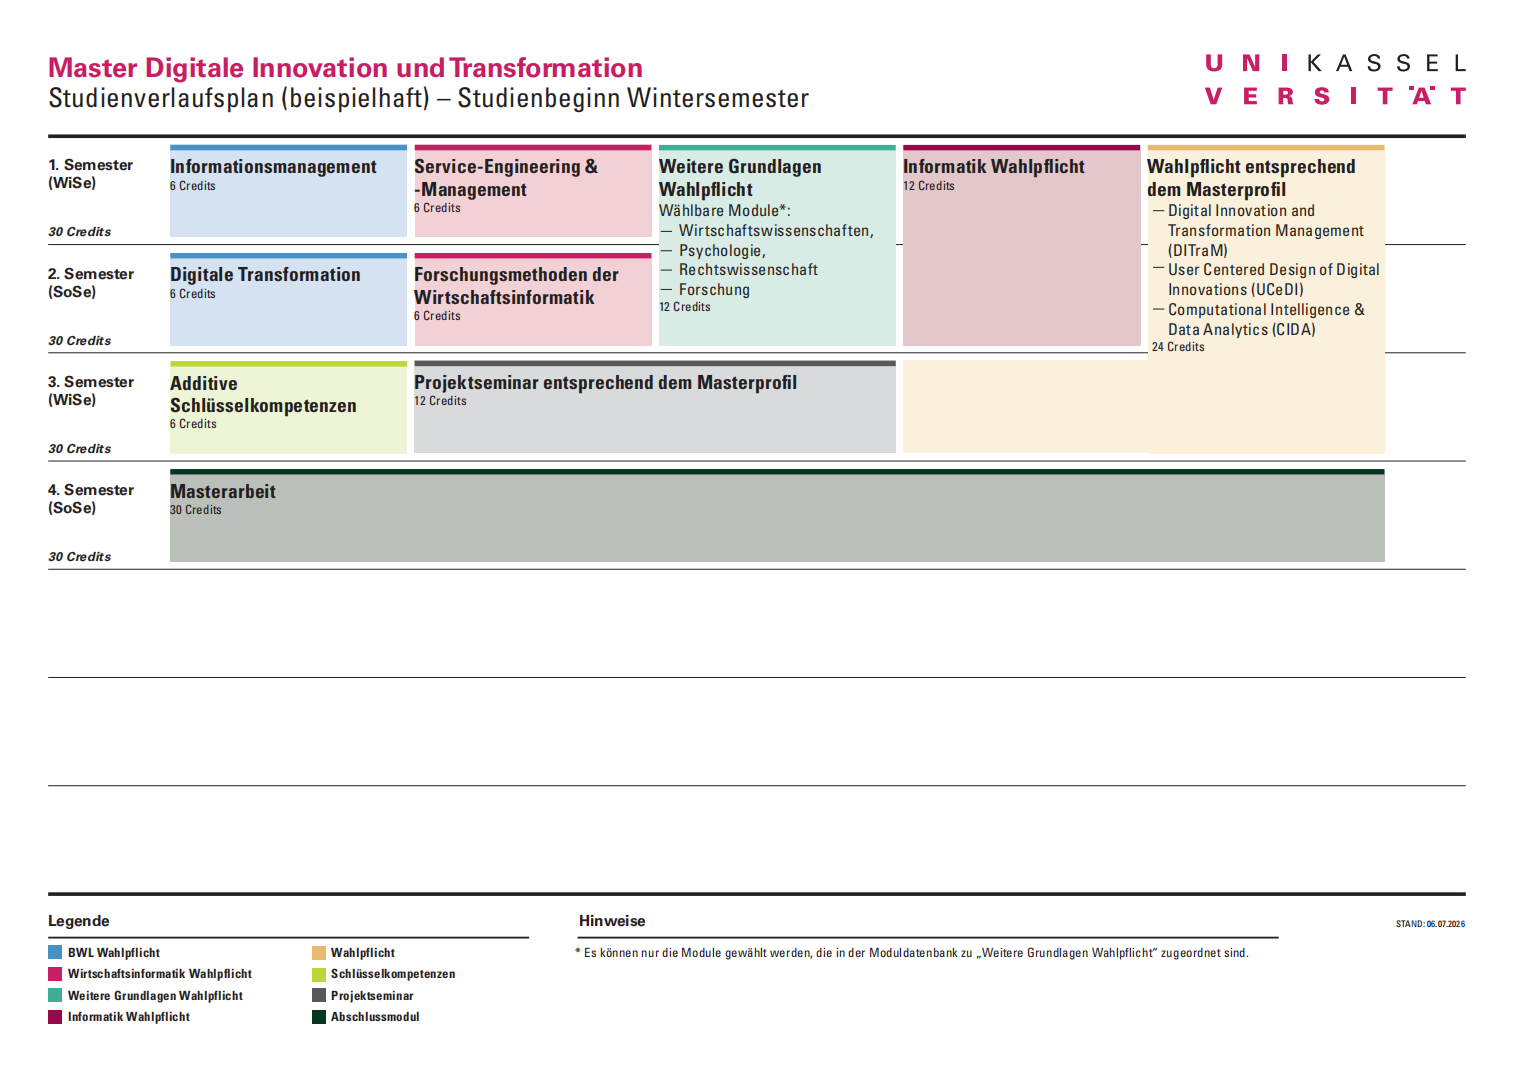 Master Digitale Innovation und Transformation
Studienverlaufsplan (beispielhaft) – Studienbeginn Wintersemester
UNIKASSEL
VERSITÄT
1. Semester
(WiSe)
30 Credits
Informationsmanagement
6 Credits
Service-Engineering &
-Management
6 Credits
Weitere Grundlagen
Wahlpflicht
Wählbare Module*:
— Wirtschaftswissenschaften,
— Psychologie,
— Rechtswissenschaft
— Forschung
12 Credits
Informatik Wahlpflicht
12 Credits
Wahlpflicht entsprechend
dem Masterprofil
— Digital Innovation and
Transformation Management
(DITraM)
— User Centered Design of Digital
Innovations (UCeDI)
— Computational Intelligence &
Data Analytics (CIDA)
24 Credits
2. Semester
(SoSe)
30 Credits
Digitale Transformation
6 Credits
Forschungsmethoden der
Wirtschaftsinformatik
6 Credits
3. Semester
(WiSe)
30 Credits
Additive
Schlüsselkompetenzen
6 Credits
Projektseminar entsprechend dem Masterprofil
12 Credits
4. Semester
(SoSe)
30 Credits
Masterarbeit
30 Credits
Legende
BWL Wahlpflicht
Wirtschaftsinformatik Wahlpflicht
Weitere Grundlagen Wahlpflicht
Informatik Wahlpflicht
Wahlpflicht
Schlüsselkompetenzen
Projektseminar
Abschlussmodul
Hinweise
* Es können nur die Module gewählt werden, die in der Moduldatenbank zu „Weitere Grundlagen Wahlpflicht“ zugeordnet sind.
STAND: 06.07.2026